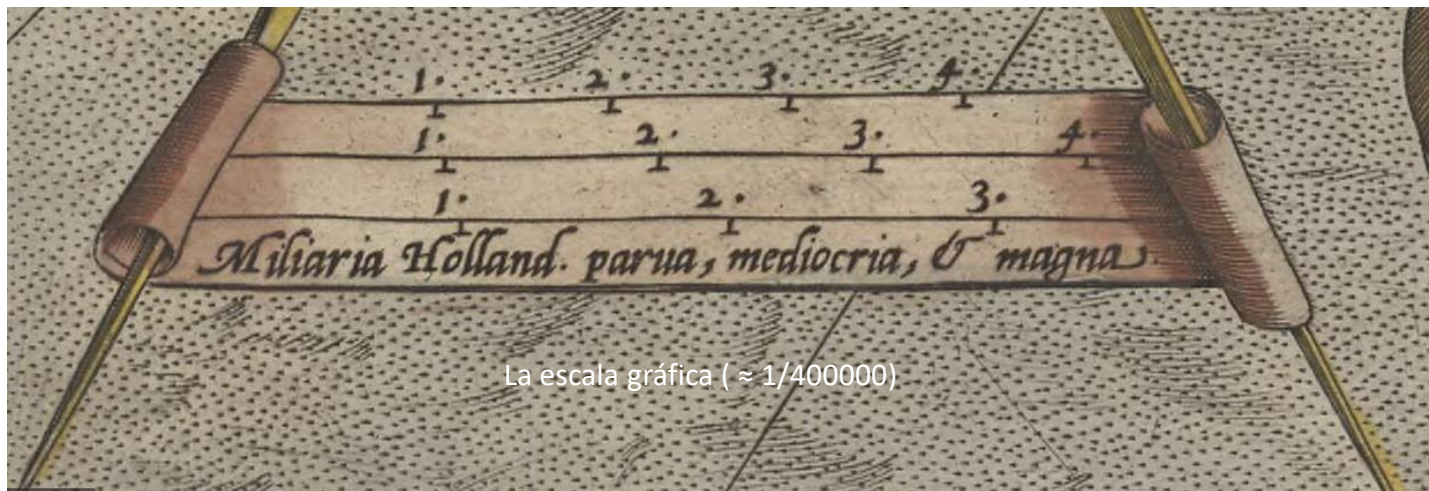 1. 2. 3. 4.
1. 2. 3. 4.
1. 2. 3.
Miliaria Holland. parua, mediocria, & magna.
La escala gráfica ( ≈ 1/400000)